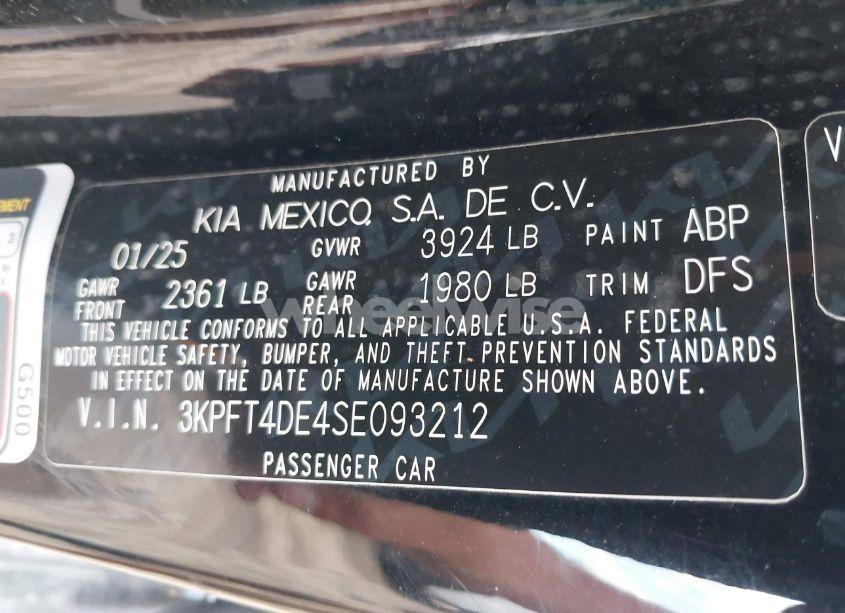 MANUFACTURED BY
KIA MEXICO, S.A. DE C.V.
01/25 GVWR 3924 LB PAINT ABP
GAWR FRONT 2361 LB GAWR REAR 1980 LB TRIM DFS
THIS VEHICLE CONFORMS TO ALL APPLICABLE U.S.A. FEDERAL
MOTOR VEHICLE SAFETY, BUMPER, AND THEFT PREVENTION STANDARDS
IN EFFECT ON THE DATE OF MANUFACTURE SHOWN ABOVE.
V.I.N. 3KPFT4DE4SE093212
PASSENGER CAR
G500
wheelwise
V